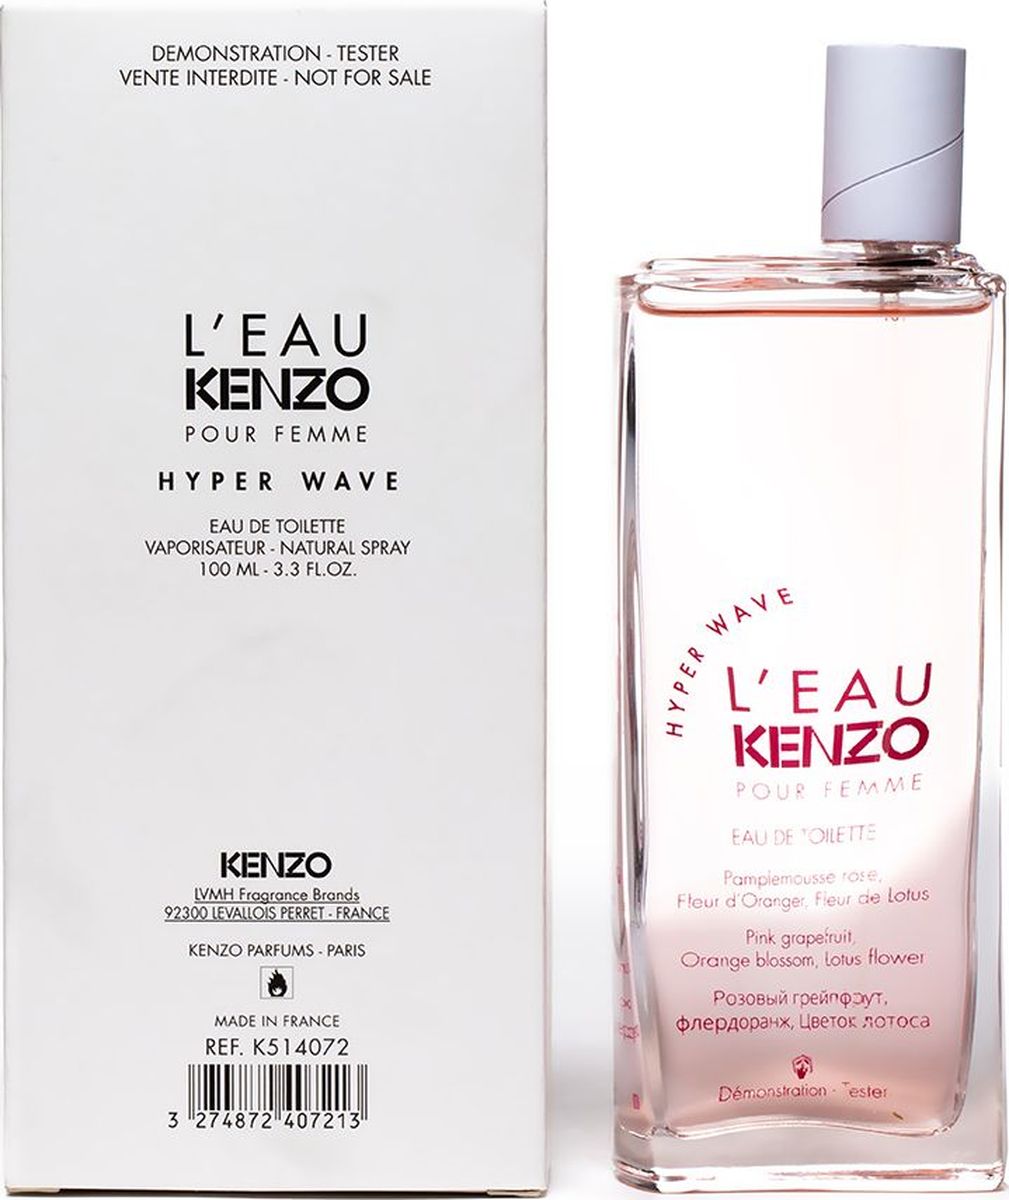 DEMONSTRATION - TESTER
VENTE INTERDITE - NOT FOR SALE
L'EAU
KENZO
POUR FEMME
HYPER WAVE
EAU DE TOILETTE
VAPORISATEUR - NATURAL SPRAY
100 ML - 3.3 FL.OZ.
KENZO
LVMH Fragrance Brands
92300 LEVALLOIS PERRET - FRANCE
KENZO PARFUMS - PARIS
MADE IN FRANCE
REF. K514072
3 274872 407213
HYPER WAVE
L'EAU
KENZO
POUR FEMME
EAU DE TOILETTE
Pamplemousse rose,
Fleur d'Oranger, Fleur de Lotus
Pink grapefruit,
Orange blossom, Lotus flower
Розовый грейпфрут,
флердоранж, Цветок лотоса
Démonstration - Tester